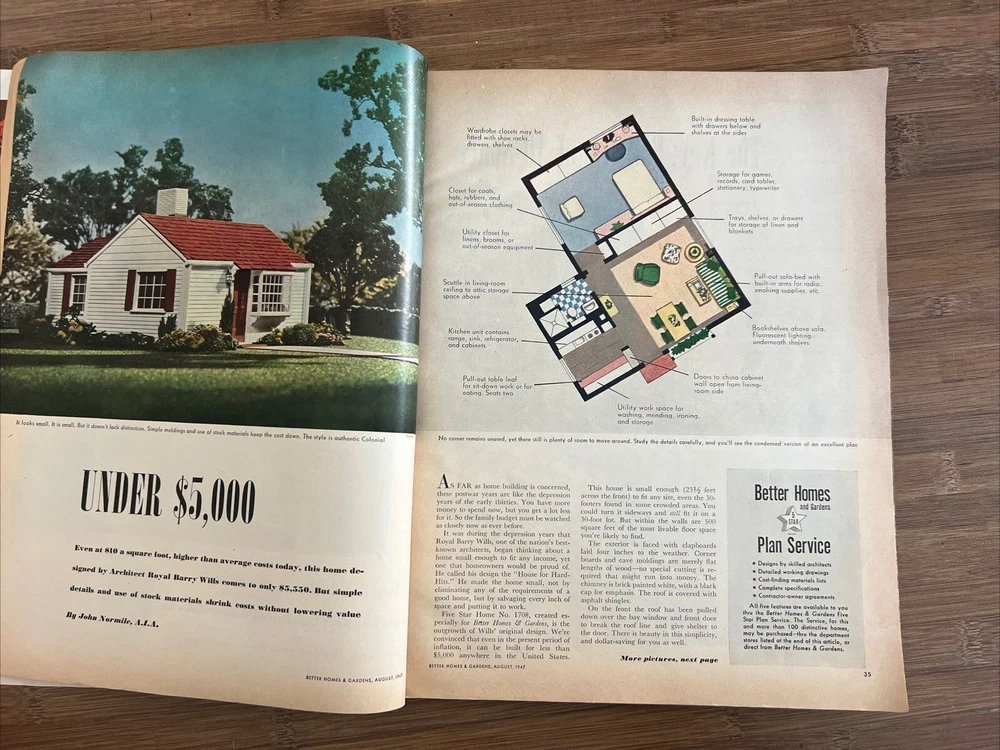 It looks small. It is small. But it doesn't lack distinction. Simple moldings and use of stock materials keep the cost down. The style is authentic Colonial
UNDER $5,000
Even at $10 a square foot, higher than average costs today, this home de-
signed by Architect Royal Barry Wills comes to only $5,550. But simple
details and use of stock materials shrink costs without lowering value
By John Normile, A.I.A.
BETTER HOMES & GARDENS, AUGUST, 1947
Wardrobe closets may be
fitted with shoe racks,
drawers, shelves
Built-in dressing table
with drawers below and
shelves at the sides
Closet for coats,
hats, rubbers, and
out-of-season clothing
Storage for games,
records, card tables,
stationery, typewriter
Utility closet for
linens, brooms, or
out-of-season equipment
Trays, shelves, or drawers
for storage of linen and
blankets
Scuttle in living-room
ceiling to attic storage
space above
Pull-out sofa-bed with
built-in arms for radio,
smoking supplies, etc.
Kitchen unit contains
range, sink, refrigerator,
and cabinets
Bookshelves above sofa;
Fluorescent lighting
underneath shelves
Pull-out table leaf
for sit-down work or for
eating. Seats two
Doors to china cabinet
wall open from living-
room side
Utility work space for
washing, mending, ironing,
and storage
No corner remains unused, yet there still is plenty of room to move around. Study the details carefully, and you'll see the condensed version of an excellent plan
AS FAR as home building is concerned,
these postwar years are like the depression
years of the early thirties. You have more
money to spend now, but you get a lot less
for it. So the family budget must be watched
as closely now as ever before.
It was during the depression years that
Royal Barry Wills, one of the nation's best-
known architects, began thinking about a
home small enough to fit any income, yet
one that homeowners would be proud of.
He called his design the "House for Hard-
Hits." He made the home small, not by
eliminating any of the requirements of a
good home, but by salvaging every inch of
space and putting it to work.
Five Star Home No. 1708, created es-
pecially for Better Homes & Gardens, is the
outgrowth of Wills' original design. We're
convinced that even in the present period of
inflation, it can be built for less than
$5,000 anywhere in the United States.
This house is small enough (23½ feet
across the front) to fit any site, even the 30-
footers found in some crowded areas. You
could turn it sideways and still fit it on a
30-foot lot. But within the walls are 500
square feet of the most livable floor space
you're likely to find.
The exterior is faced with clapboards
laid four inches to the weather. Corner
boards and eave moldings are merely flat
lengths of wood—no special cutting is re-
quired that might run into money. The
chimney is brick painted white, with a black
cap for emphasis. The roof is covered with
asphalt shingles.
On the front the roof has been pulled
down over the bay window and front door
to break the roof line and give shelter to
the door. There is beauty in this simplicity,
and dollar-saving for you as well.
More pictures, next page
Better Homes
and Gardens
5
STAR
Plan Service
★ Designs by skilled architects
★ Detailed working drawings
★ Cost-finding materials lists
★ Complete specifications
★ Contractor-owner agreements
All five features are available to you
thru the Better Homes & Gardens Five
Star Plan Service. The Service, for this
and more than 100 distinctive homes,
may be purchased—thru the department
stores listed at the end of this article, or
direct from Better Homes & Gardens.
BETTER HOMES & GARDENS, AUGUST, 1947
35